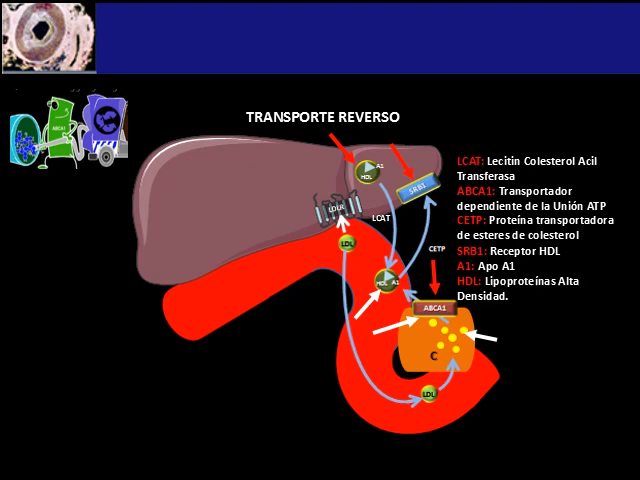 ABCA1
TRANSPORTE REVERSO
A1
HDL
SRB1
LDLR
LCAT
LDL
CETP
HDL A1
ABCA1
C
LDL
LCAT: Lecitin Colesterol Acil
Transferasa
ABCA1: Transportador
dependiente de la Unión ATP
CETP: Proteína transportadora
de esteres de colesterol
SRB1: Receptor HDL
A1: Apo A1
HDL: Lipoproteínas Alta
Densidad.